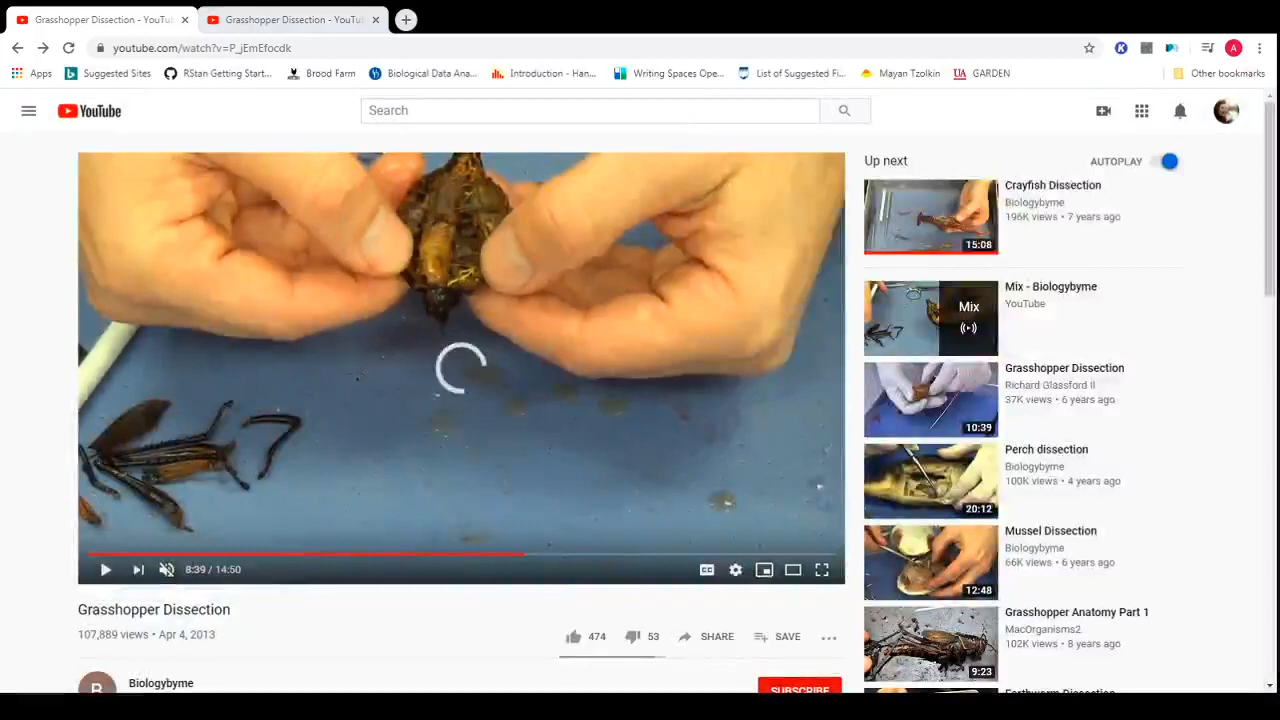 Grasshopper Dissection - YouTu
Grasshopper Dissection - YouTu
youtube.com/watch?v=P_jEmEfocdk
A
Apps
Suggested Sites
RStan Getting Start...
Brood Farm
Biological Data Ana...
Introduction - Han...
Writing Spaces Ope...
List of Suggested Fi...
Mayan Tzolkin
UA GARDEN
Other bookmarks
YouTube
Search
Up next
AUTOPLAY
Crayfish Dissection
Biologybyme
196K views • 7 years ago
15:08
Mix - Biologybyme
YouTube
Mix
Grasshopper Dissection
Richard Glassford II
37K views • 6 years ago
10:39
Perch dissection
Biologybyme
100K views • 4 years ago
20:12
Mussel Dissection
Biologybyme
66K views • 6 years ago
12:48
Grasshopper Anatomy Part 1
MacOrganisms2
102K views • 8 years ago
9:23
8:39 / 14:50
CC
Grasshopper Dissection
107,889 views • Apr 4, 2013
474
53
SHARE
SAVE
B
Biologybyme
SUBSCRIBE
Earthworm Dissection